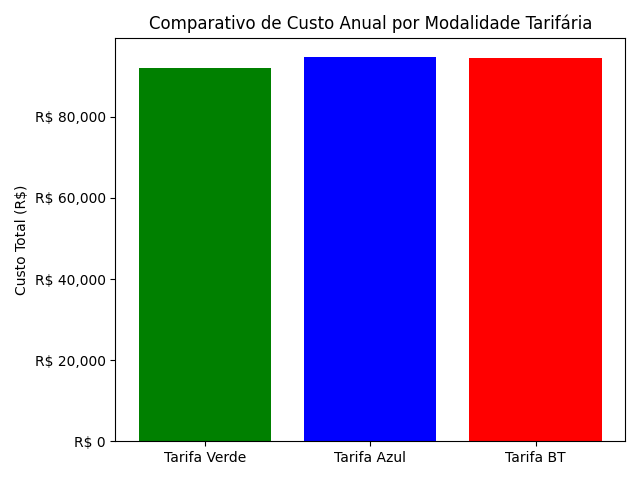 Comparativo de Custo Anual por Modalidade Tarifária
Custo Total (R$)
R$ 80,000
R$ 60,000
R$ 40,000
R$ 20,000
R$ 0
Tarifa Verde
Tarifa Azul
Tarifa BT